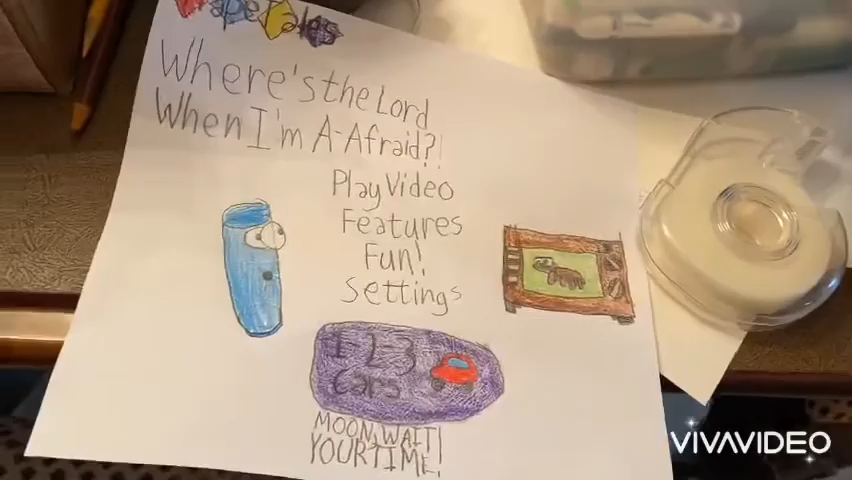 Tales
Where's the Lord
When I'm A-Afraid?!
Play Video
Features
Fun!
Settings
1-2-3
Cars
MOON, WAIT
YOUR TIME!
VIVAVIDEO